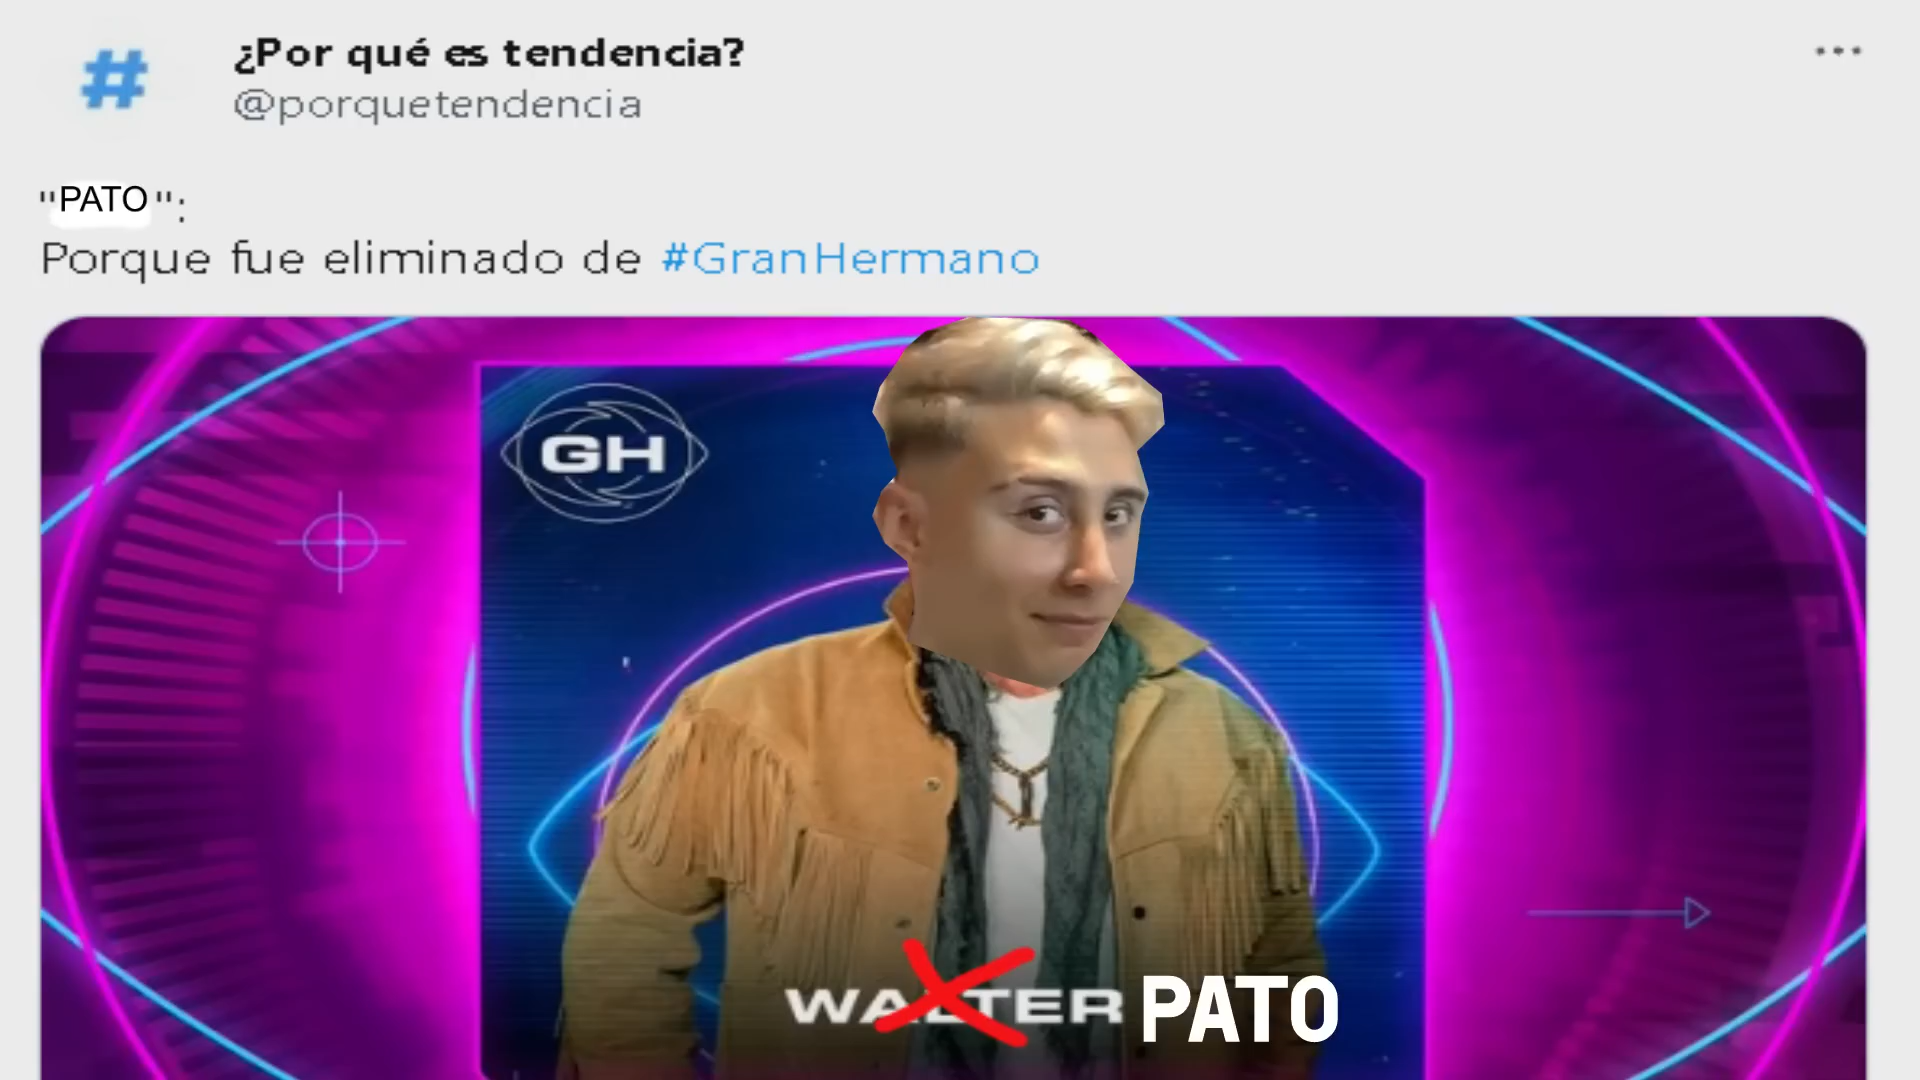 #
¿Por qué es tendencia?
@porquetendencia
"PATO":
Porque fue eliminado de #GranHermano
GH
WALTER PATO